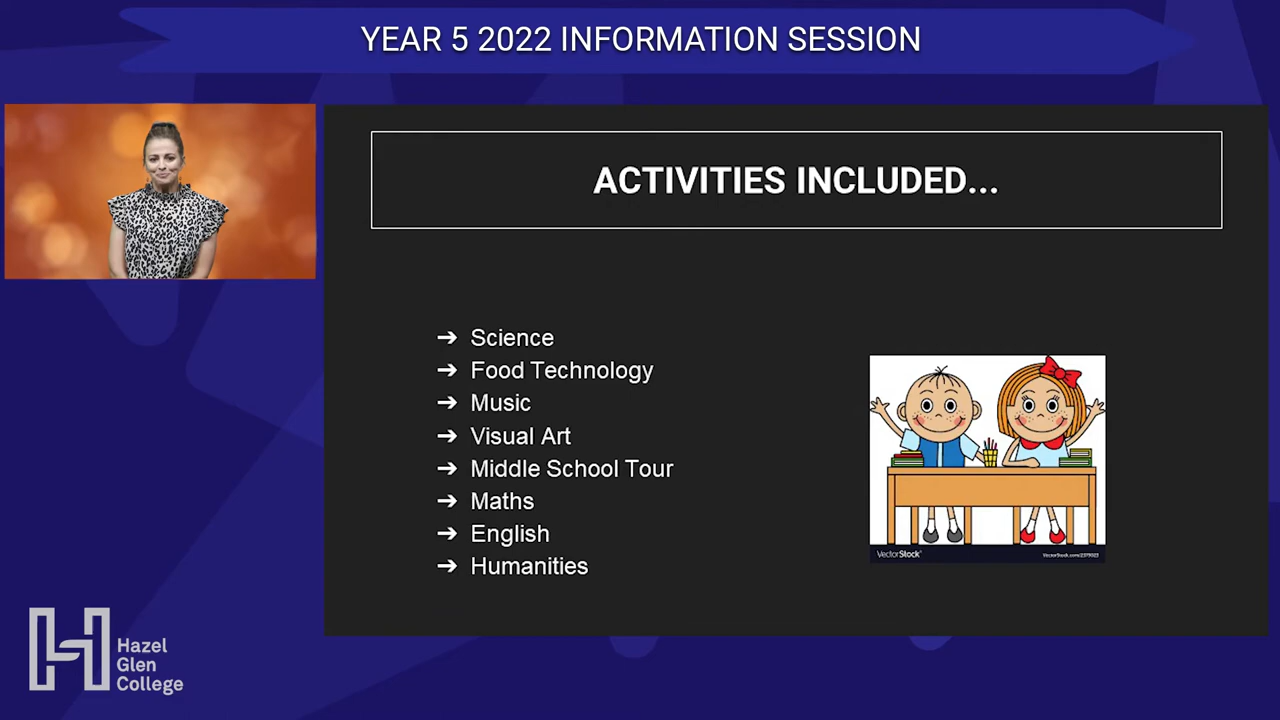 YEAR 5 2022 INFORMATION SESSION
ACTIVITIES INCLUDED...
➔ Science
➔ Food Technology
➔ Music
➔ Visual Art
➔ Middle School Tour
➔ Maths
➔ English
➔ Humanities
VectorStock®
Hazel
Glen
College